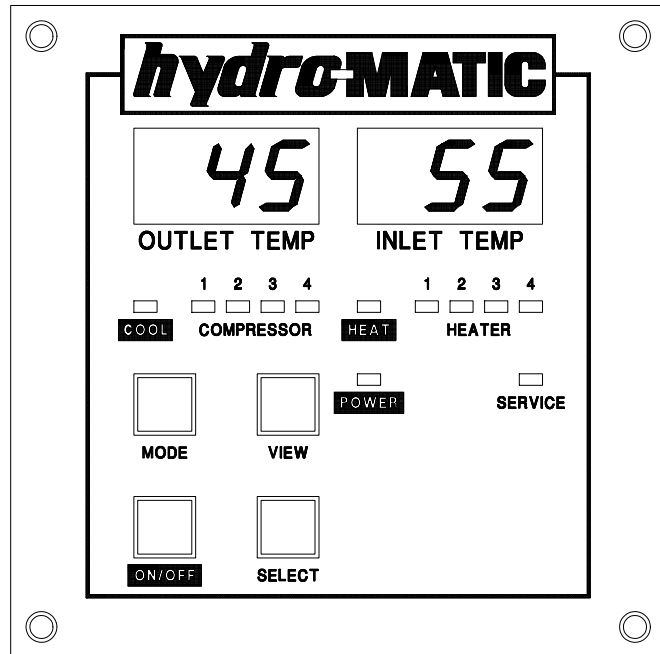 hydro-MATIC
45 55
OUTLET TEMP INLET TEMP
1 2 3 4 1 2 3 4
COOL COMPRESSOR HEAT HEATER
POWER SERVICE
MODE VIEW
ON/OFF SELECT